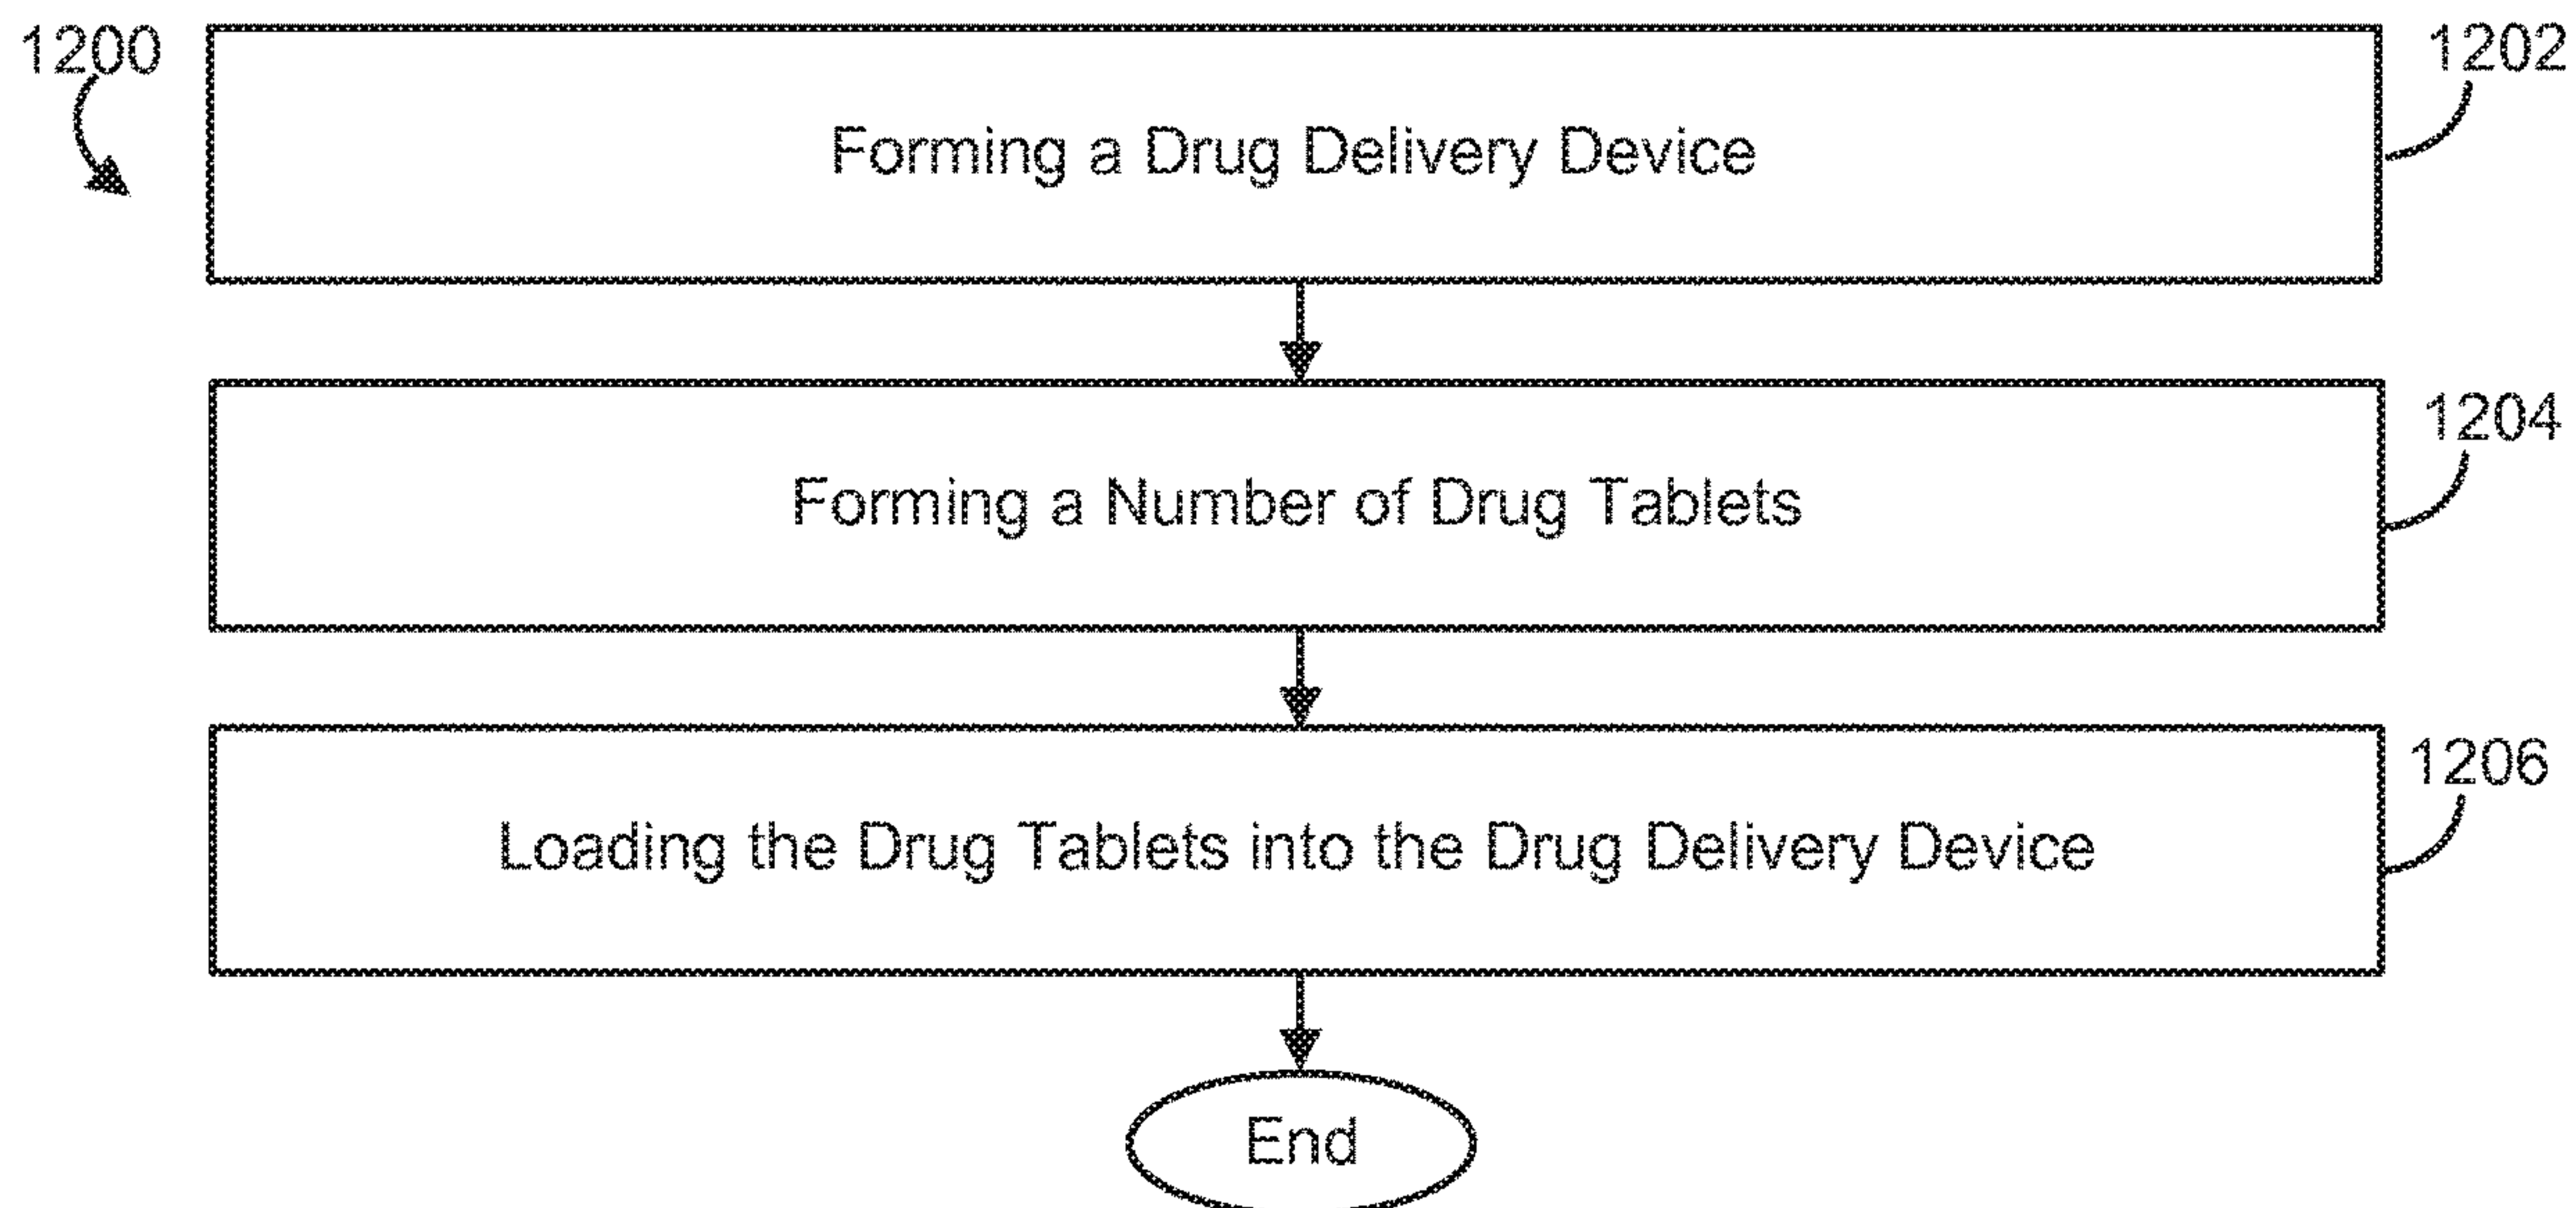 1200
1202
Forming a Drug Delivery Device
1204
Forming a Number of Drug Tablets
1206
Loading the Drug Tablets into the Drug Delivery Device
End